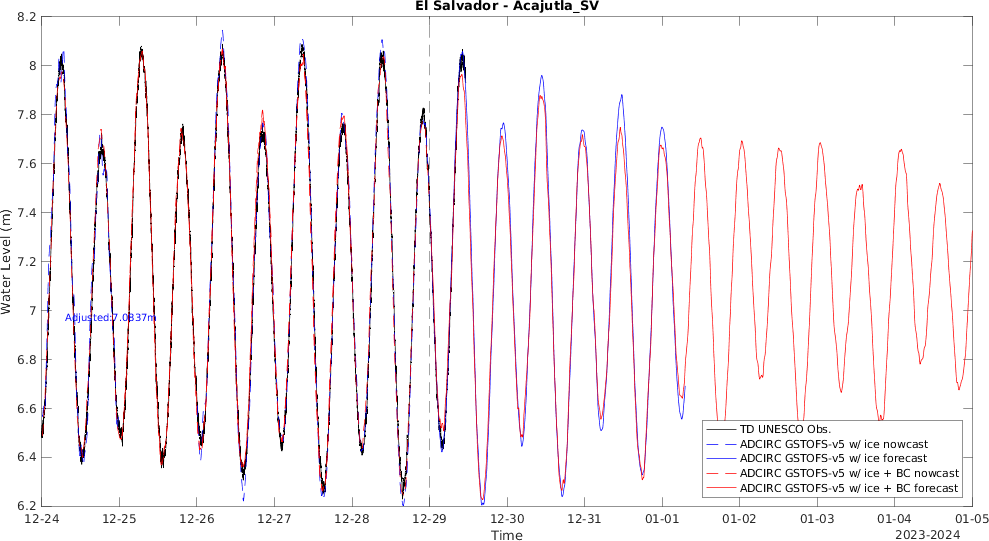 El Salvador - Acajutla_SV
8.2
8
7.8
7.6
7.4
7.2
7
6.8
6.6
6.4
6.2
Water Level (m)
Adjusted:7.0337m
TD UNESCO Obs.
ADCIRC GSTOFS-v5 w/ ice nowcast
ADCIRC GSTOFS-v5 w/ ice forecast
ADCIRC GSTOFS-v5 w/ ice + BC nowcast
ADCIRC GSTOFS-v5 w/ ice + BC forecast
12-24 12-25 12-26 12-27 12-28 12-29 12-30 12-31 01-01 01-02 01-03 01-04 01-05
Time
2023-2024